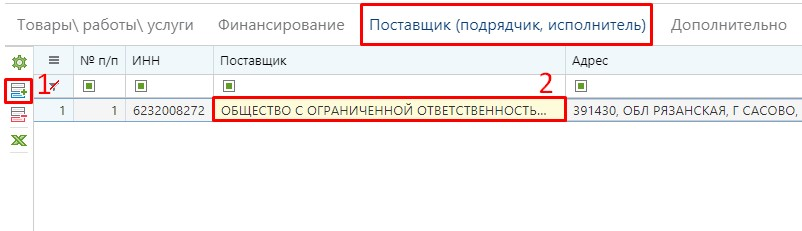 Товары\ работы\ услуги Финансирование Поставщик (подрядчик, исполнитель) Дополнительно
№ п/п ИНН Поставщик Адрес
1 2
1 1 6232008272 ОБЩЕСТВО С ОГРАНИЧЕННОЙ ОТВЕТСТВЕННОСТЬ... 391430, ОБЛ РЯЗАНСКАЯ, Г САСОВО,